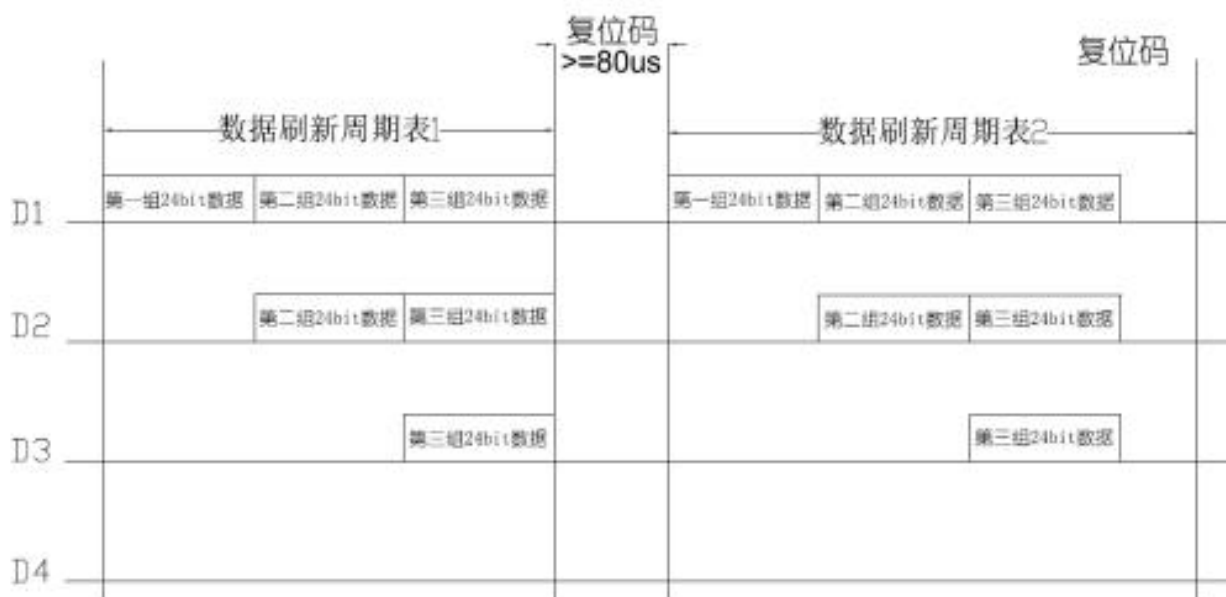 复位码
>=80us
复位码
数据刷新周期表1
数据刷新周期表2
D1 第一组24bit数据 第二组24bit数据 第三组24bit数据 第一组24bit数据 第二组24bit数据 第三组24bit数据
D2 第二组24bit数据 第三组24bit数据 第二组24bit数据 第三组24bit数据
D3 第三组24bit数据 第三组24bit数据
D4